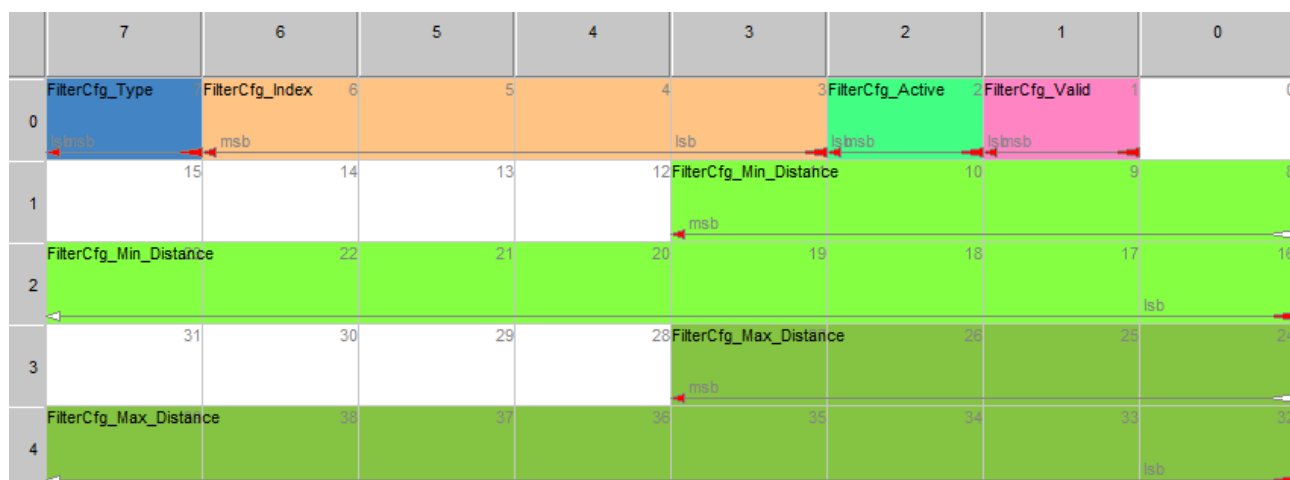 7 6 5 4 3 2 1 0
FilterCfg_Type FilterCfg_Index 6 5 4 3 FilterCfg_Active 2 FilterCfg_Valid 1 0
0
lsb msb msb lsb lsb msb lsb msb
15 14 13 12 FilterCfg_Min_Distance 10 9 8
1
msb
FilterCfg_Min_Distance 22 21 20 19 18 17 16
2
lsb
31 30 29 28 FilterCfg_Max_Distance 26 25 24
3
msb
FilterCfg_Max_Distance 38 37 36 35 34 33 32
4
lsb